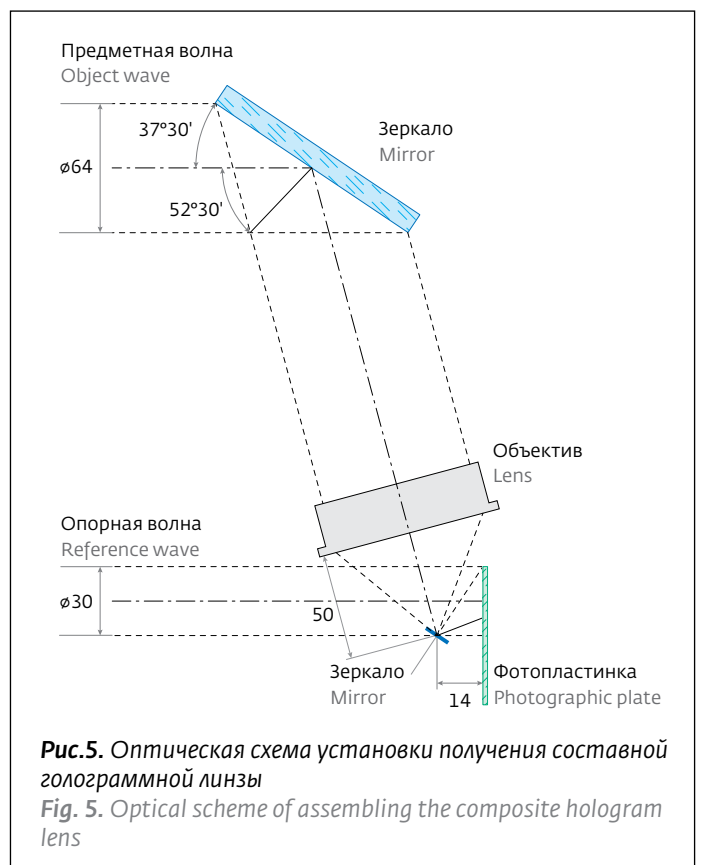 Предметная волна
Object wave
37°30'
Зеркало
Mirror
ø64
52°30'
Объектив
Lens
Опорная волна
Reference wave
ø30
50
Зеркало
Mirror
14
Фотопластинка
Photographic plate
Рис.5. Оптическая схема установки получения составной
голограммной линзы
Fig. 5. Optical scheme of assembling the composite hologram
lens